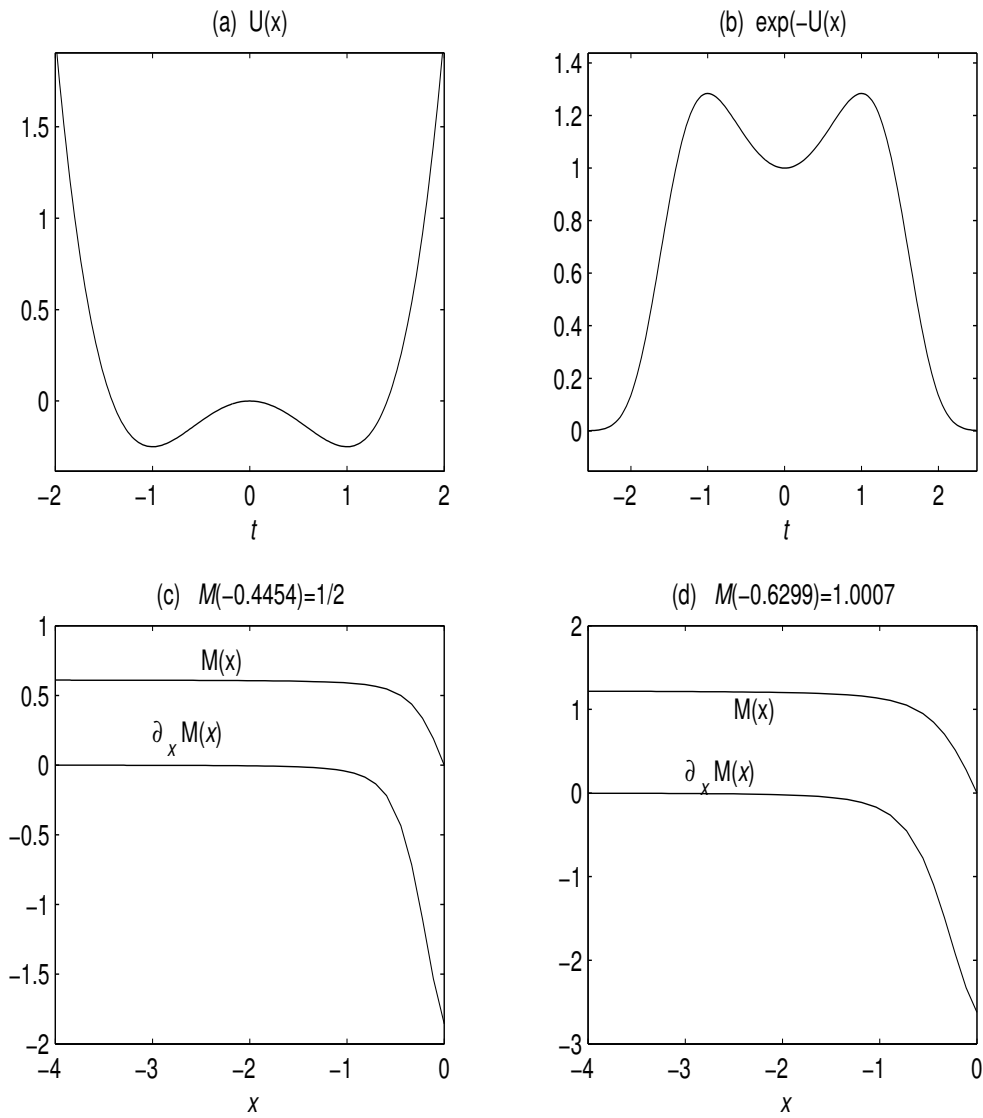 (a) U(x)
1.5
1
0.5
0
−2 −1 0 1 2
t
(b) exp(−U(x)
1.4
1.2
1
0.8
0.6
0.4
0.2
0
−2 −1 0 1 2
t
(c) M(−0.4454)=1/2
1
0.5
0
−0.5
−1
−1.5
−2
M(x)
∂x M(x)
−4 −3 −2 −1 0
x
(d) M(−0.6299)=1.0007
2
1
0
−1
−2
−3
M(x)
∂x M(x)
−4 −3 −2 −1 0
x